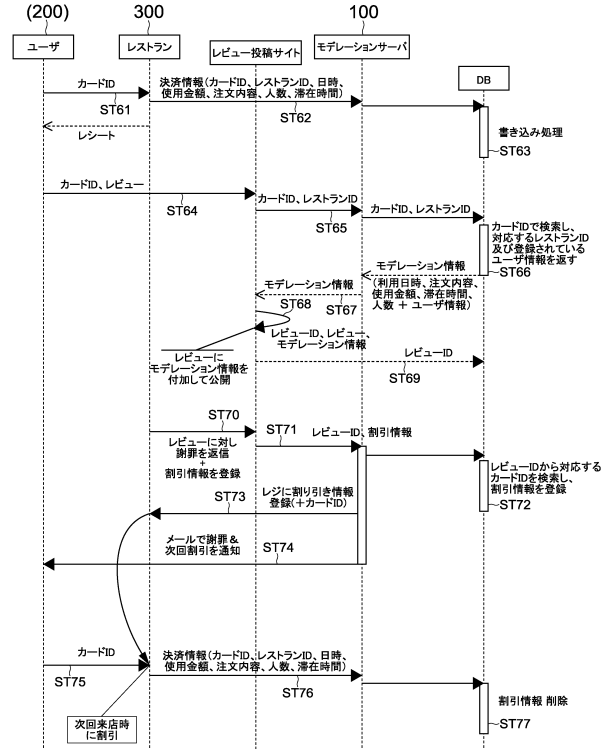 (200)
300
100
ユーザ
レストラン
レビュー投稿サイト
モデレーションサーバ
DB
カードID
ST61
決済情報(カードID、レストランID、日時、
使用金額、注文内容、人数、滞在時間)
ST62
レシート
書き込み処理
ST63
カードID、レビュー
ST64
カードID、レストランID
ST65
カードID、レストランID
カードIDで検索し、
対応するレストランID
及び登録されている
ユーザ情報を返す
ST66
モデレーション情報
(利用日時、注文内容、
使用金額、滞在時間、
人数 + ユーザ情報)
モデレーション情報
ST67
ST68
レビューID、レビュー、
モデレーション情報
レビューに
モデレーション情報を
付加して公開
レビューID
ST69
ST70
レビューに対し
謝罪を返信
+
割引情報を登録
ST71
レビューID、割引情報
レビューIDから対応する
カードIDを検索し、
割引情報を登録
ST72
ST73
レジに割り引き情報
登録(+カードID)
メールで謝罪&
次回割引を通知
ST74
カードID
ST75
決済情報(カードID、レストランID、日時、
使用金額、注文内容、人数、滞在時間)
ST76
次回来店時
に割引
割引情報 削除
ST77